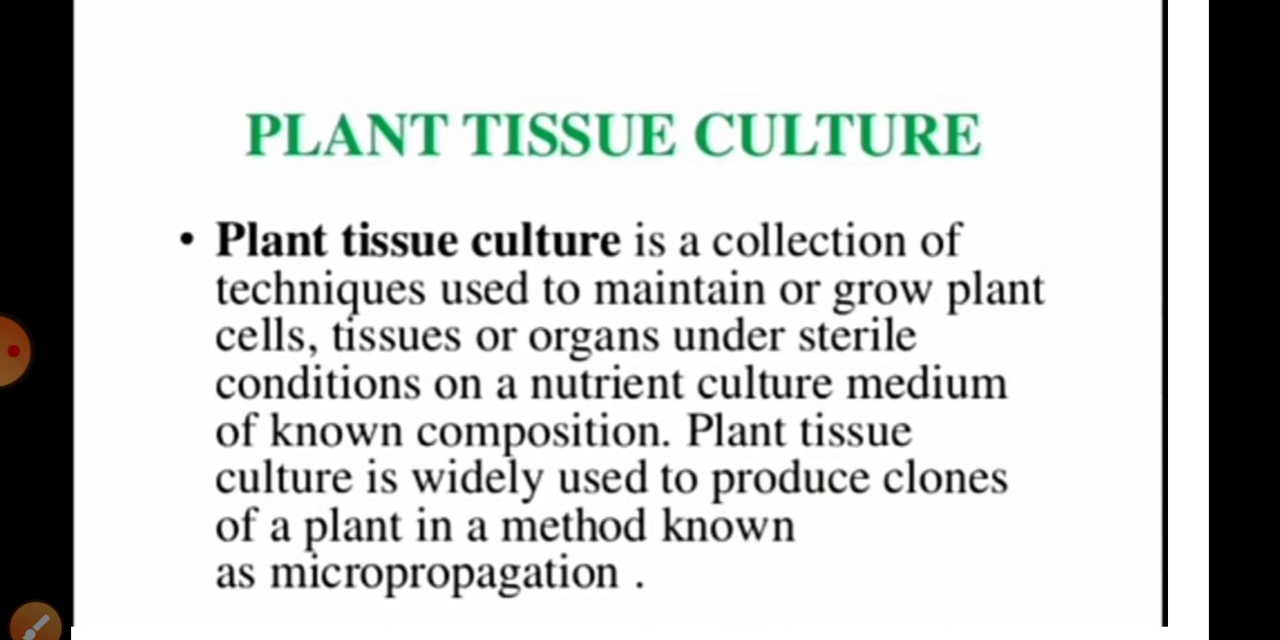 PLANT TISSUE CULTURE
• Plant tissue culture is a collection of
techniques used to maintain or grow plant
cells, tissues or organs under sterile
conditions on a nutrient culture medium
of known composition. Plant tissue
culture is widely used to produce clones
of a plant in a method known
as micropropagation .